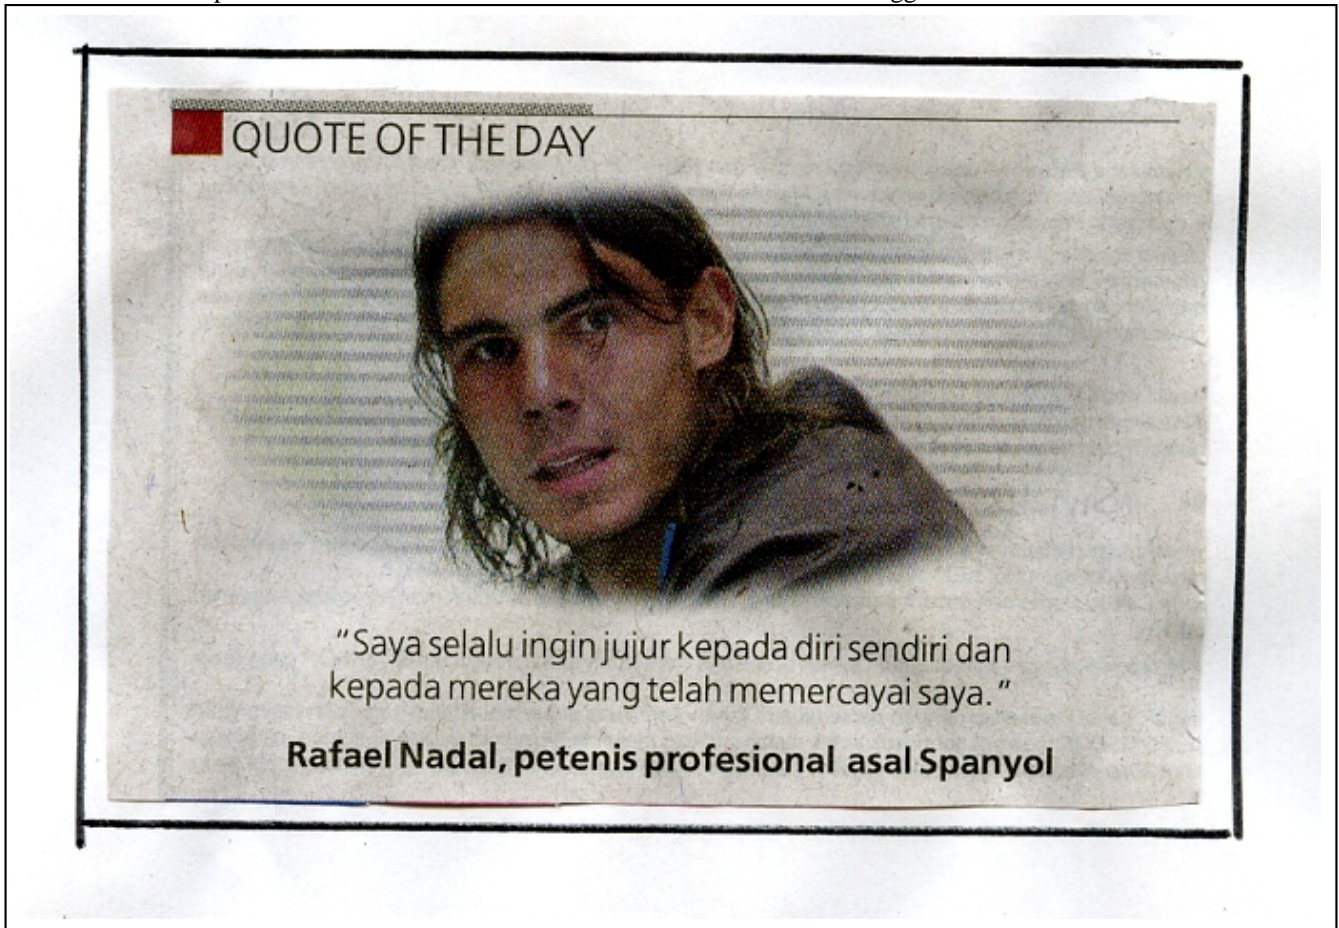 QUOTE OF THE DAY
"Saya selalu ingin jujur kepada diri sendiri dan
kepada mereka yang telah memercayai saya."
Rafael Nadal, petenis profesional asal Spanyol